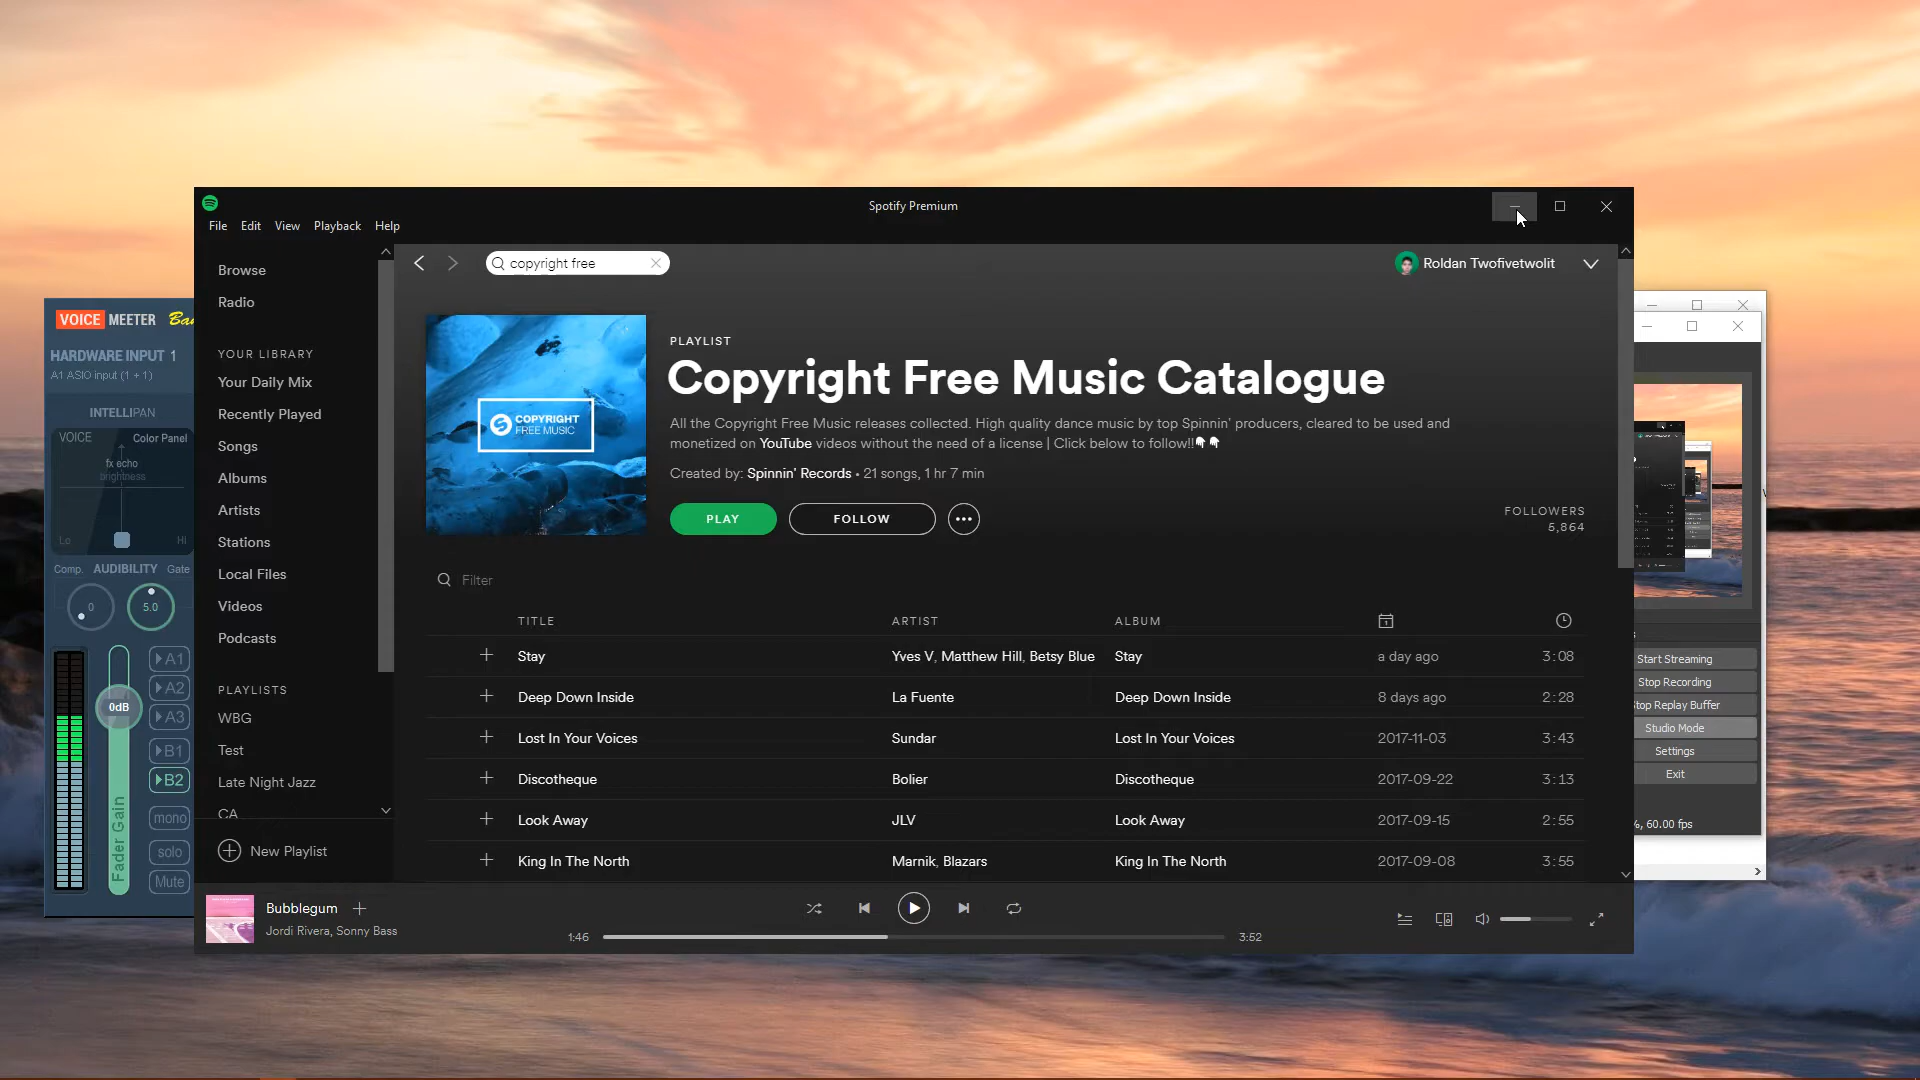 Spotify Premium
File Edit View Playback Help
Browse
Radio
YOUR LIBRARY
Your Daily Mix
Recently Played
Songs
Albums
Artists
Stations
Local Files
Videos
Podcasts
PLAYLISTS
WBG
Test
Late Night Jazz
CA
New Playlist
copyright free
Roldan Twofivetwolit
COPYRIGHT
FREE MUSIC
PLAYLIST
Copyright Free Music Catalogue
All the Copyright Free Music releases collected. High quality dance music by top Spinnin' producers, cleared to be used and
monetized on YouTube videos without the need of a license | Click below to follow!!👇👇
Created by: Spinnin' Records • 21 songs, 1 hr 7 min
PLAY FOLLOW
FOLLOWERS
5,864
Filter
TITLE ARTIST ALBUM
Stay Yves V, Matthew Hill, Betsy Blue Stay a day ago 3:08
Deep Down Inside La Fuente Deep Down Inside 8 days ago 2:28
Lost In Your Voices Sundar Lost In Your Voices 2017-11-03 3:43
Discotheque Bolier Discotheque 2017-09-22 3:13
Look Away JLV Look Away 2017-09-15 2:55
King In The North Marnik, Blazars King In The North 2017-09-08 3:55
Bubblegum
Jordi Rivera, Sonny Bass
1:46 3:52
VOICE MEETER Ban
HARDWARE INPUT 1
A1 ASIO input (1 + 1)
INTELLIPAN
VOICE Color Panel
fx echo
brightness
Lo Hi
Comp. AUDIBILITY Gate
0 5.0
A1
A2
0dB
A3
B1
B2
mono
solo
Mute
Fader Gain
Start Streaming
Stop Recording
Stop Replay Buffer
Studio Mode
Settings
Exit
%, 60.00 fps